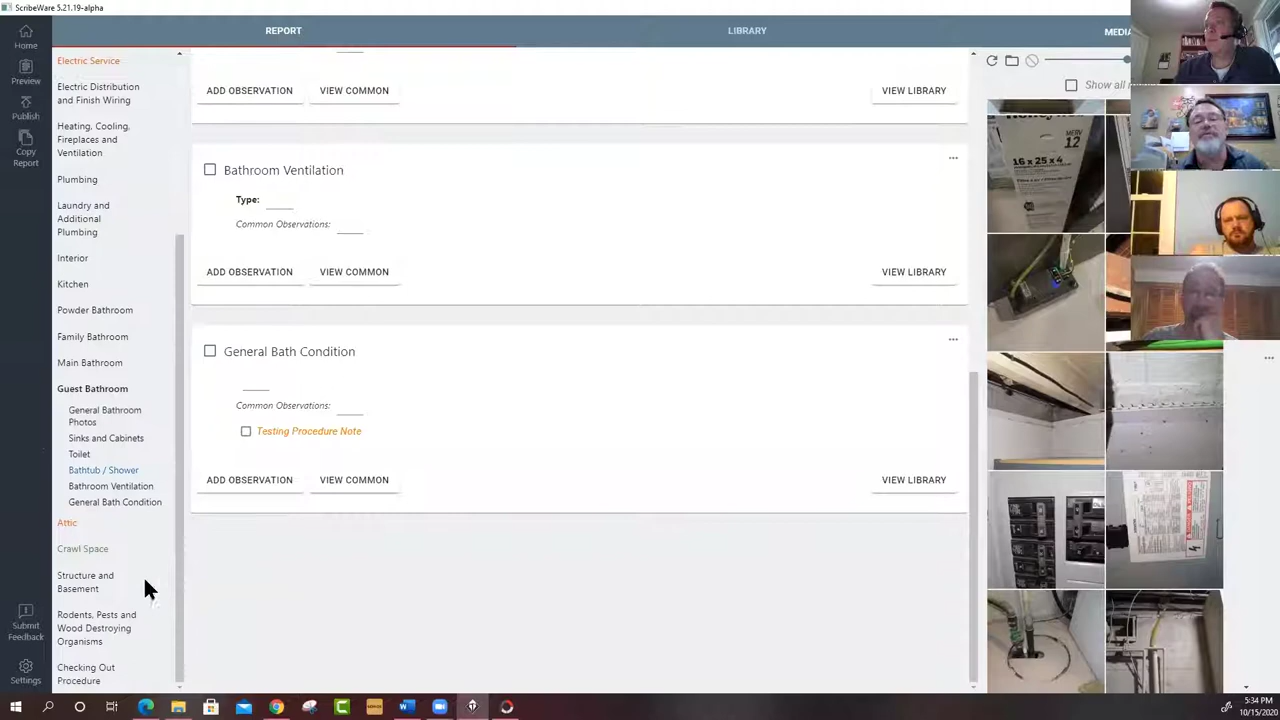 ScribeWare 5.21.19-alpha
REPORT
LIBRARY
MEDIA
Home
Preview
Publish
Copy
Report
Submit
Feedback
Settings
Electric Service
Electric Distribution
and Finish Wiring
Heating, Cooling,
Fireplaces and
Ventilation
Plumbing
Laundry and
Additional
Plumbing
Interior
Kitchen
Powder Bathroom
Family Bathroom
Main Bathroom
Guest Bathroom
General Bathroom
Photos
Sinks and Cabinets
Toilet
Bathtub / Shower
Bathroom Ventilation
General Bath Condition
Attic
Crawl Space
Structure and
Basement
Rodents, Pests and
Wood Destroying
Organisms
Checking Out
Procedure
ADD OBSERVATION
VIEW COMMON
VIEW LIBRARY
Bathroom Ventilation
...
Type:
Common Observations:
ADD OBSERVATION
VIEW COMMON
VIEW LIBRARY
General Bath Condition
...
Common Observations:
Testing Procedure Note
ADD OBSERVATION
VIEW COMMON
VIEW LIBRARY
Show all
MERV
12
16 x 25 x 4
...
5:34 PM
10/15/2020